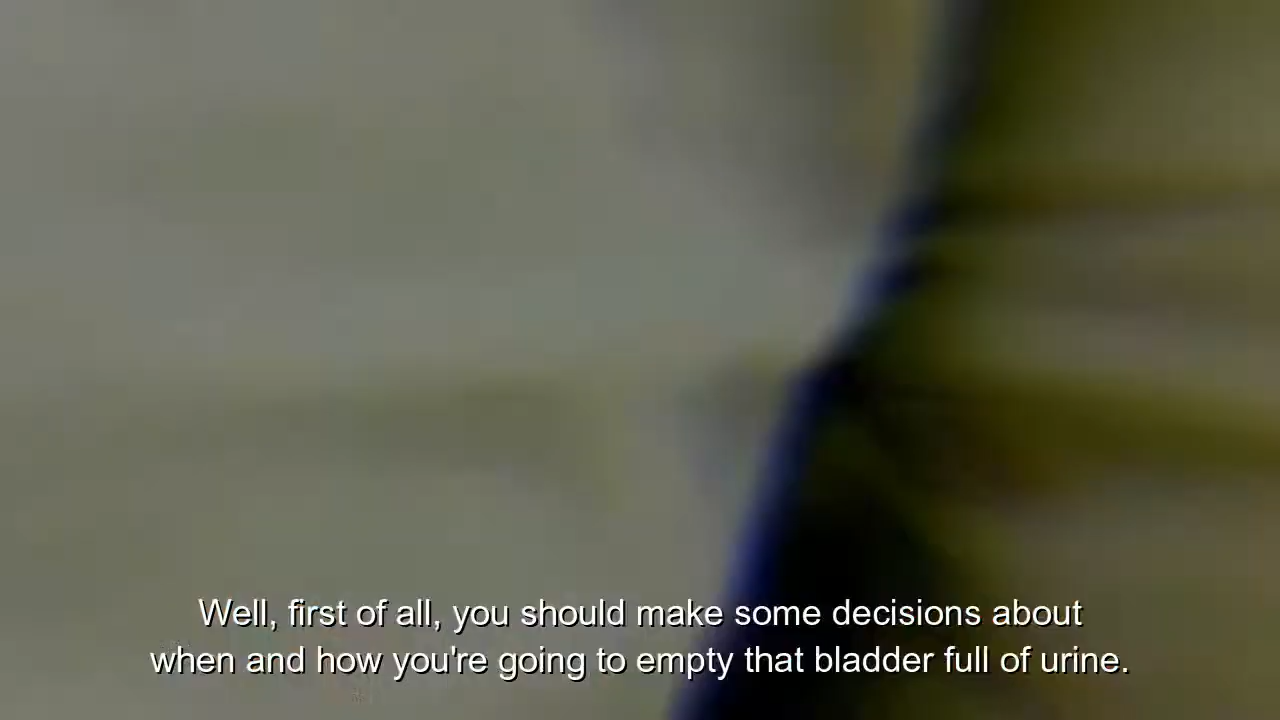 Well, first of all, you should make some decisions about
when and how you're going to empty that bladder full of urine.